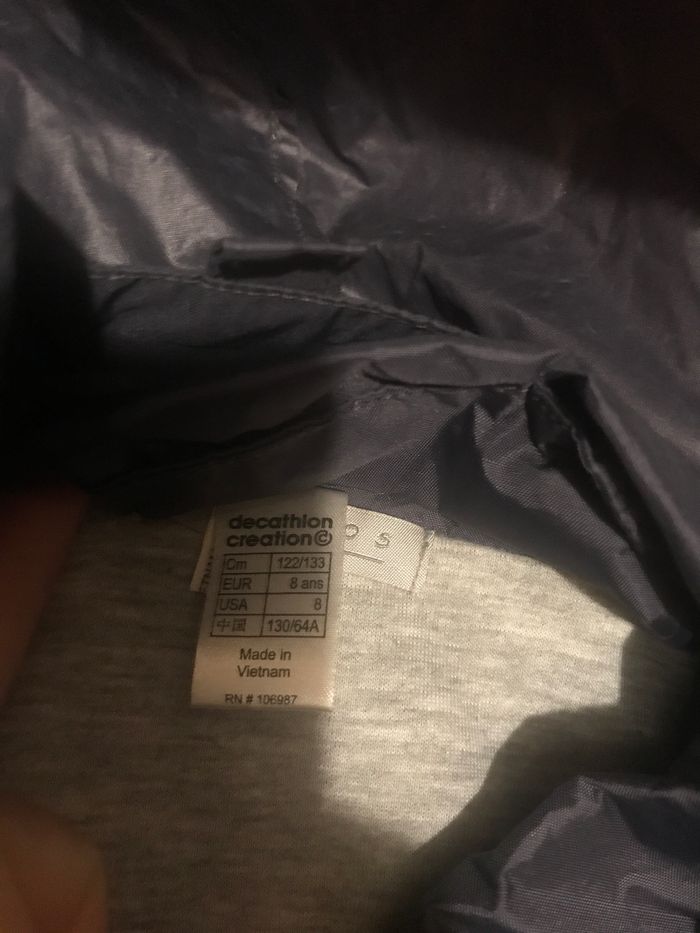 decathlon
creation©
Cm 122/133
EUR 8 ans
USA 8
中国 130/64A
Made in
Vietnam
RN # 106987
O S